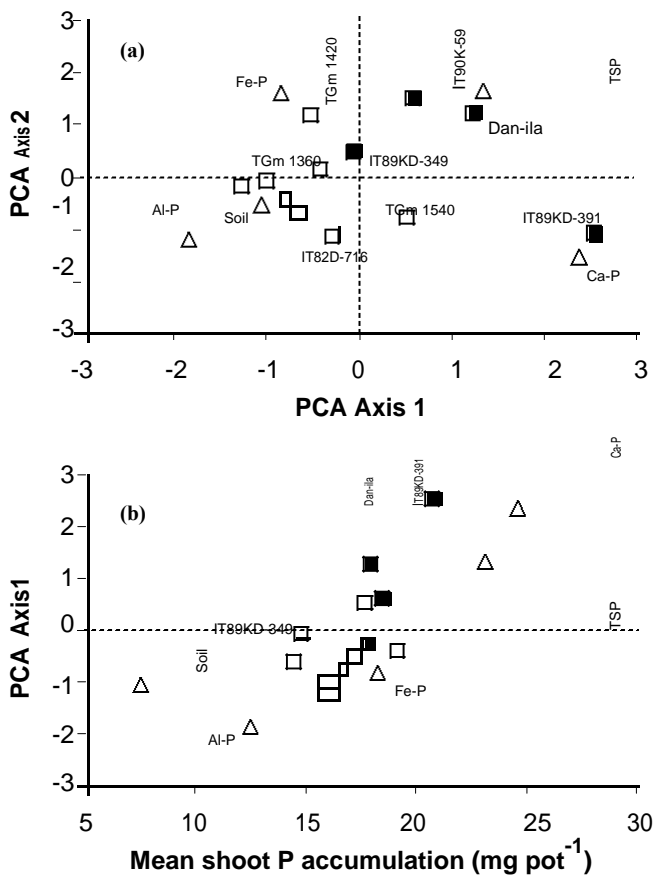 3
(a)
TGm 1420
IT90K-59
TSP
2
Fe-P
Dan-ila
1
PCA Axis 2
TGm 1360
IT89KD-349
0
Al-P
Soil
TGm 1540
IT89KD-391
-1
IT82D-716
Ca-P
-2
-3
-3 -2 -1 0 1 2 3
PCA Axis 1
Ca-P
3
(b)
Dan-ila
IT89KD-391
2
1
PCA Axis1
TSP
0
IT89KD-349
Soil
-1
Fe-P
Al-P
-2
-3
5 10 15 20 25 30
Mean shoot P accumulation (mg pot-1)